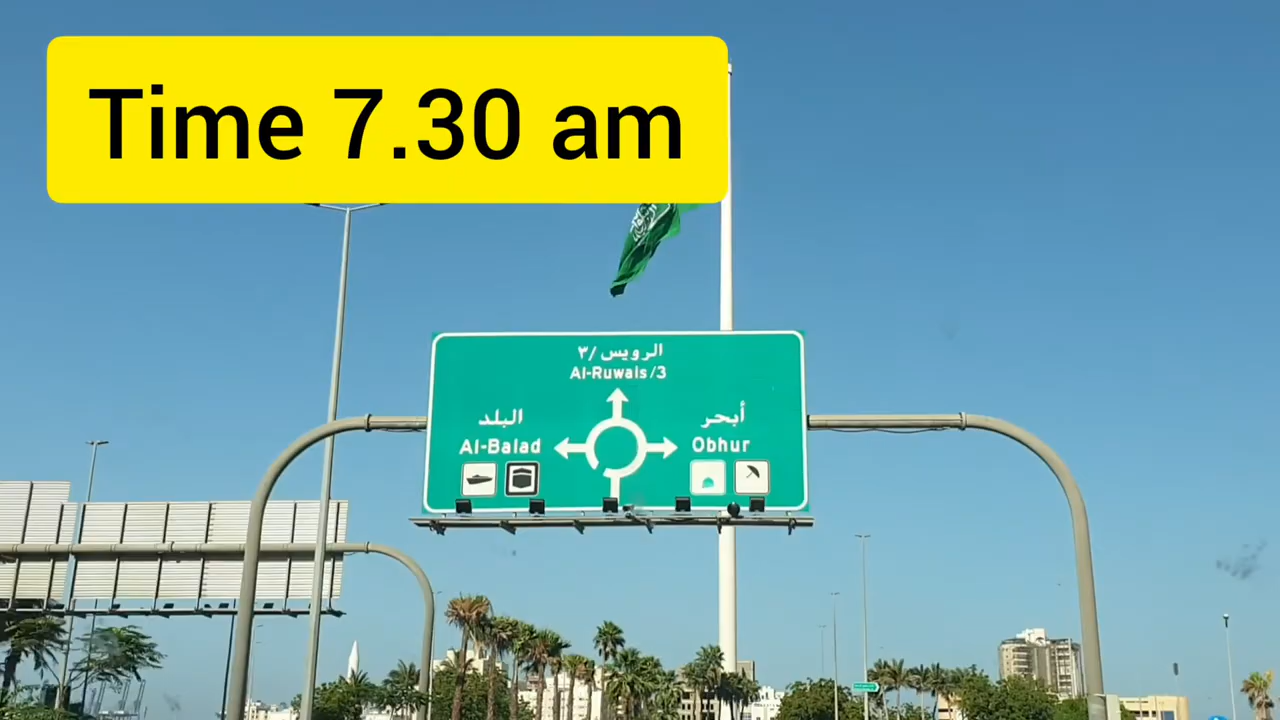 Time 7.30 am
الرويس /٣
Al-Ruwais /3
البلد
Al-Balad
أبحر
Obhur